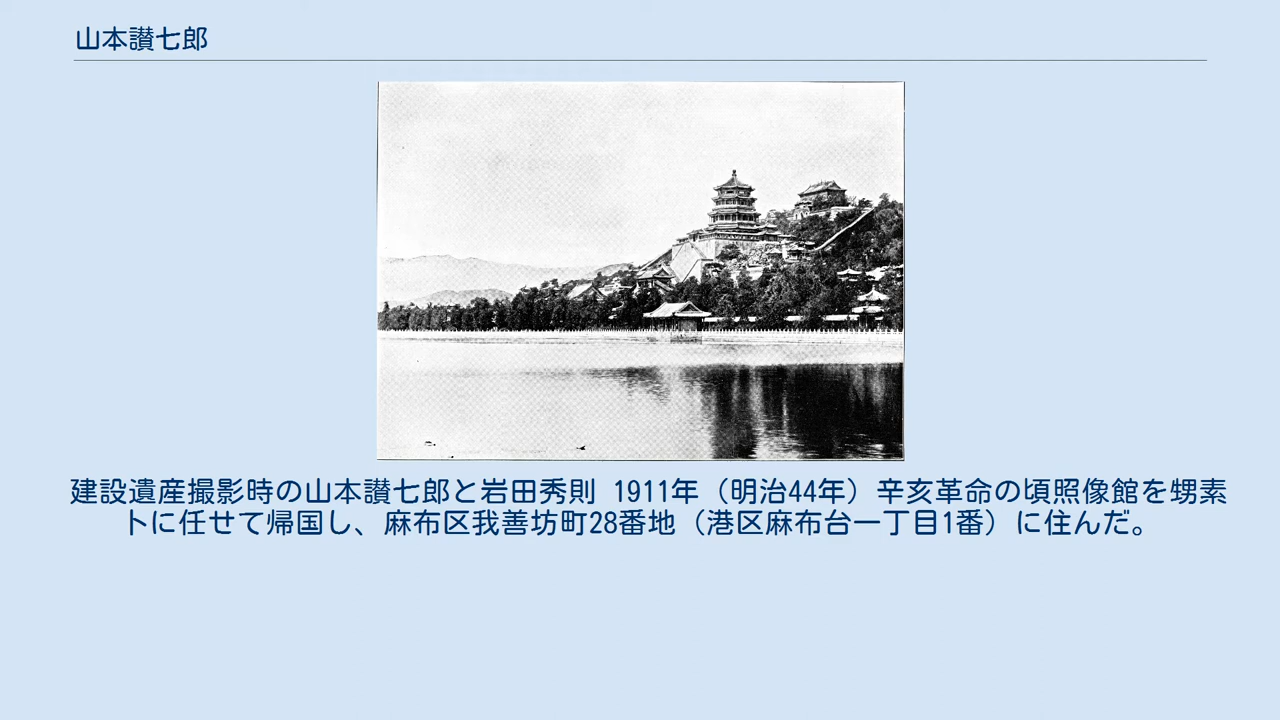 山本讃七郎
建設遺産撮影時の山本讃七郎と岩田秀則 1911年（明治44年）辛亥革命の頃照像館を甥素
卜に任せて帰国し、麻布区我善坊町28番地（港区麻布台一丁目1番）に住んだ。